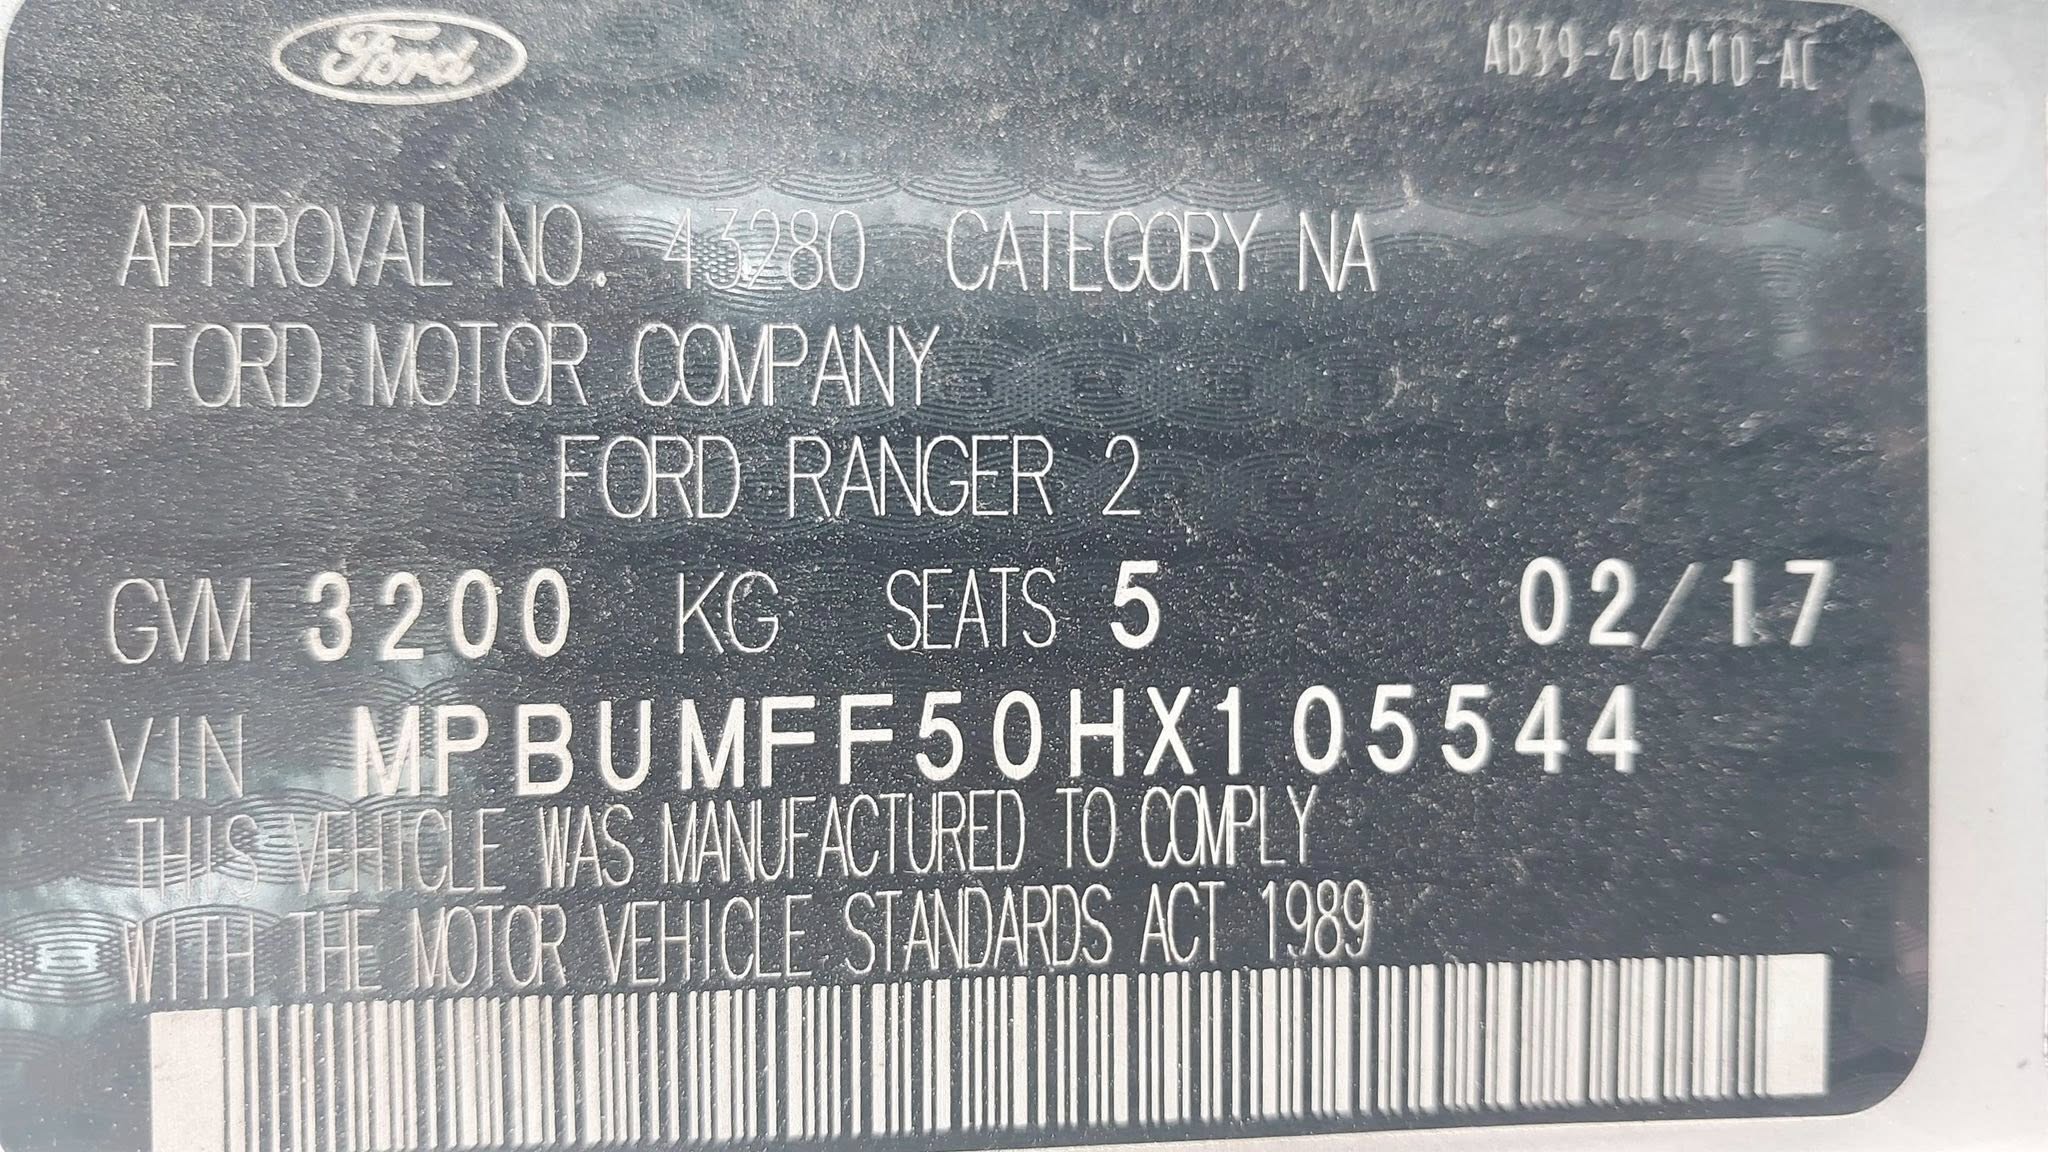 Ford
AB39-204A10-AC
APPROVAL NO. 43280 CATEGORY NA
FORD MOTOR COMPANY
FORD RANGER 2
GVM 3200 KG SEATS 5 02/17
VIN MPBUMFF50HX105544
THIS VEHICLE WAS MANUFACTURED TO COMPLY
WITH THE MOTOR VEHICLE STANDARDS ACT 1989